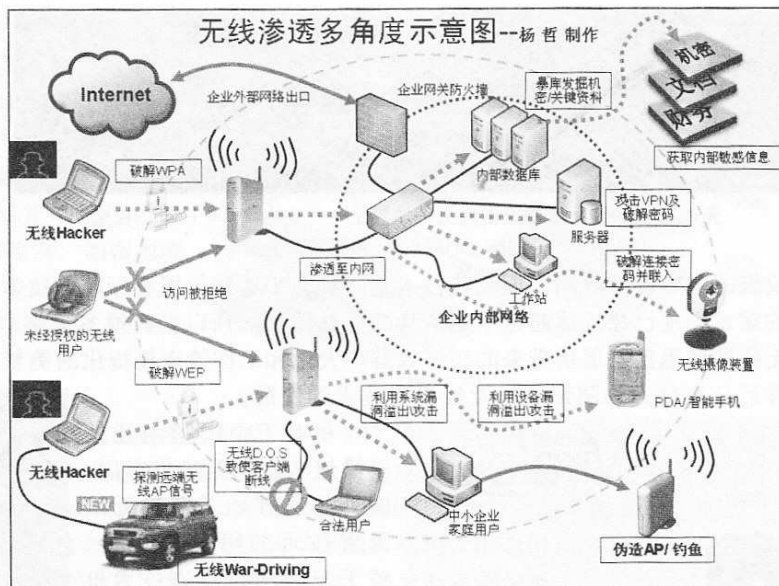 无线渗透多角度示意图--杨 哲 制作
Internet
企业外部网络出口
企业网关防火墙
暴库发掘机
密/关键资料
机密
文档
财务
获取内部敏感信息
破解WPA
内部数据库
无线Hacker
攻击VPN及
破解密码
服务器
渗透至内网
破解连接密
码并联入
访问被拒绝
工作站
未经授权的无线
用户
企业内部网络
无线摄像装置
破解WEP
利用系统漏
洞溢出\攻击
利用设备漏
洞溢出\攻击
PDA/智能手机
无线Hacker
无线D.O.S
致使客户端
断线
探测远端无
线AP信号
NEW
合法用户
中小企业
家庭用户
伪造AP/ 钓鱼
无线War-Driving